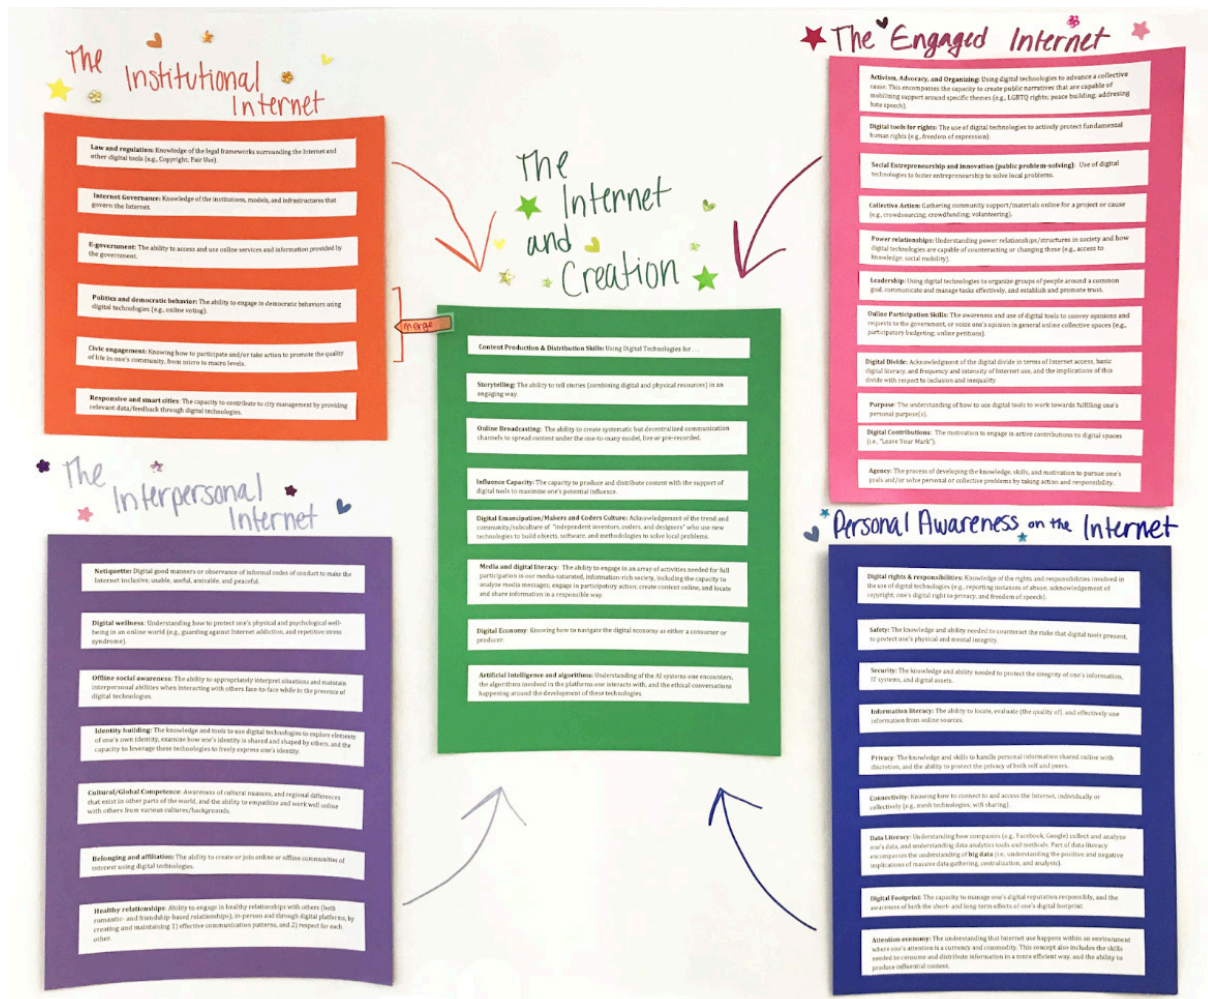 The
Institutional
Internet
Law and regulation: Knowledge of the legal frameworks surrounding the Internet and
other digital tools (e.g., Copyright, Fair Use).
Internet Governance: Knowledge of the institutions, models, and infrastructures that
govern the Internet.
E-government: The ability to access and use online services and information provided by
the government.
Politics and democratic behavior: The ability to engage in democratic behaviors using
digital technologies (e.g., online voting).
Civic engagement: Knowing how to participate and/or take action to promote the quality
of life in one's community, from micro to macro levels.
Responsive and smart cities: The capacity to contribute to city management by providing
relevant data/feedback through digital technologies.
merge
The
Interpersonal
Internet
Netiquette: Digital good manners or observance of informal codes of conduct to make the
Internet inclusive, usable, useful, amicable, and peaceful.
Digital wellness: Understanding how to protect one's physical and psychological well-
being in an online world (e.g., guarding against Internet addiction, and repetitive stress
syndrome).
Offline social awareness: The ability to appropriately interpret situations and maintain
interpersonal abilities when interacting with others face-to-face while in the presence of
digital technologies.
Identity building: The knowledge and tools to use digital technologies to explore elements
of one's own identity, examine how one's identity is shared and shaped by others, and the
capacity to leverage these technologies to freely express one's identity.
Cultural/Global Competence: Awareness of cultural nuances, and regional differences
that exist in other parts of the world, and the ability to empathize and work well online
with others from various cultures/backgrounds.
Belonging and affiliation: The ability to create or join online or offline communities of
interest using digital technologies.
Healthy relationships: Ability to engage in healthy relationships with others (both
romantic- and friendship-based relationships), in-person and through digital platforms, by
creating and maintaining 1) effective communication patterns, and 2) respect for each
other.
The
Internet
and
Creation
Content Production & Distribution Skills: Using Digital Technologies for . . .
Storytelling: The ability to tell stories (combining digital and physical resources) in an
engaging way.
Online Broadcasting: The ability to create systematic but decentralized communication
channels to spread content under the one-to-many model, live or pre-recorded.
Influence Capacity: The capacity to produce and distribute content with the support of
digital tools to maximize one's potential influence.
Digital Emancipation/Makers and Coders Culture: Acknowledgement of the trend and
community/subculture of "independent inventors, coders, and designers" who use new
technologies to build objects, software, and methodologies to solve local problems.
Media and digital literacy: The ability to engage in an array of activities needed for full
participation in our media-saturated, information-rich society, including the capacity to
analyze media messages; engage in participatory action; create content online, and locate
and share information in a responsible way.
Digital Economy: Knowing how to navigate the digital economy as either a consumer or
producer.
Artificial Intelligence and algorithms: Understanding of the AI systems one encounters,
the algorithms involved in the platforms one interacts with, and the ethical conversations
happening around the development of these technologies.
The Engaged Internet
Activism, Advocacy, and Organizing: Using digital technologies to advance a collective
cause. This encompasses the capacity to create public narratives that are capable of
mobilizing support around specific themes (e.g., LGBTQ rights; peace building; addressing
hate speech).
Digital tools for rights: The use of digital technologies to actively protect fundamental
human rights (e.g., freedom of expression).
Social Entrepreneurship and Innovation (public problem-solving): Use of digital
technologies to foster entrepreneurship to solve local problems.
Collective Action: Gathering community support/materials online for a project or cause
(e.g., crowdsourcing; crowdfunding; volunteering).
Power relationships: Understanding power relationships/structures in society and how
digital technologies are capable of counteracting or changing those (e.g., access to
knowledge; social mobility).
Leadership: Using digital technologies to organize groups of people around a common
goal, communicate and manage tasks effectively, and establish and promote trust.
Online Participation Skills: The awareness and use of digital tools to convey opinions and
requests to the government, or voice one's opinion in general online collective spaces (e.g.,
participatory budgeting; online petitions).
Digital Divide: Acknowledgment of the digital divide in terms of Internet access, basic
digital literacy, and frequency and intensity of Internet use, and the implications of this
divide with respect to inclusion and inequality.
Purpose: The understanding of how to use digital tools to work towards fulfilling one's
personal purpose(s).
Digital Contributions: The motivation to engage in active contributions to digital spaces
(i.e. "Leave Your Mark").
Agency: The process of developing the knowledge, skills, and motivation to pursue one's
goals and/or solve personal or collective problems by taking action and responsibility.
Personal Awareness on the Internet
Digital rights & responsibilities: Knowledge of the rights and responsibilities involved in
the use of digital technologies (e.g., reporting instances of abuse; acknowledgement of
copyright; one's digital right to privacy, and freedom of speech).
Safety: The knowledge and ability needed to counteract the risks that digital tools present,
to protect one's physical and mental integrity.
Security: The knowledge and ability needed to protect the integrity of one's information,
IT systems, and digital assets.
Information literacy: The ability to locate, evaluate (the quality of), and effectively use
information from online sources.
Privacy: The knowledge and skills to handle personal information shared online with
discretion, and the ability to protect the privacy of both self and peers.
Connectivity: Knowing how to connect to and access the Internet, individually or
collectively (e.g., mesh technologies, wifi sharing).
Data Literacy: Understanding how companies (e.g., Facebook, Google) collect and analyze
one's data, and understanding data analytics tools and methods. Part of data literacy
encompasses the understanding of big data (i.e., understanding the positive and negative
implications of massive data gathering, centralization, and analysis).
Digital Footprint: The capacity to manage one's digital reputation responsibly, and the
awareness of both the short- and long-term effects of one's digital footprint.
Attention economy: The understanding that Internet use happens within an environment
where one's attention is a currency and commodity. This concept also includes the skills
needed to consume and distribute information in a more efficient way, and the ability to
produce influential content.